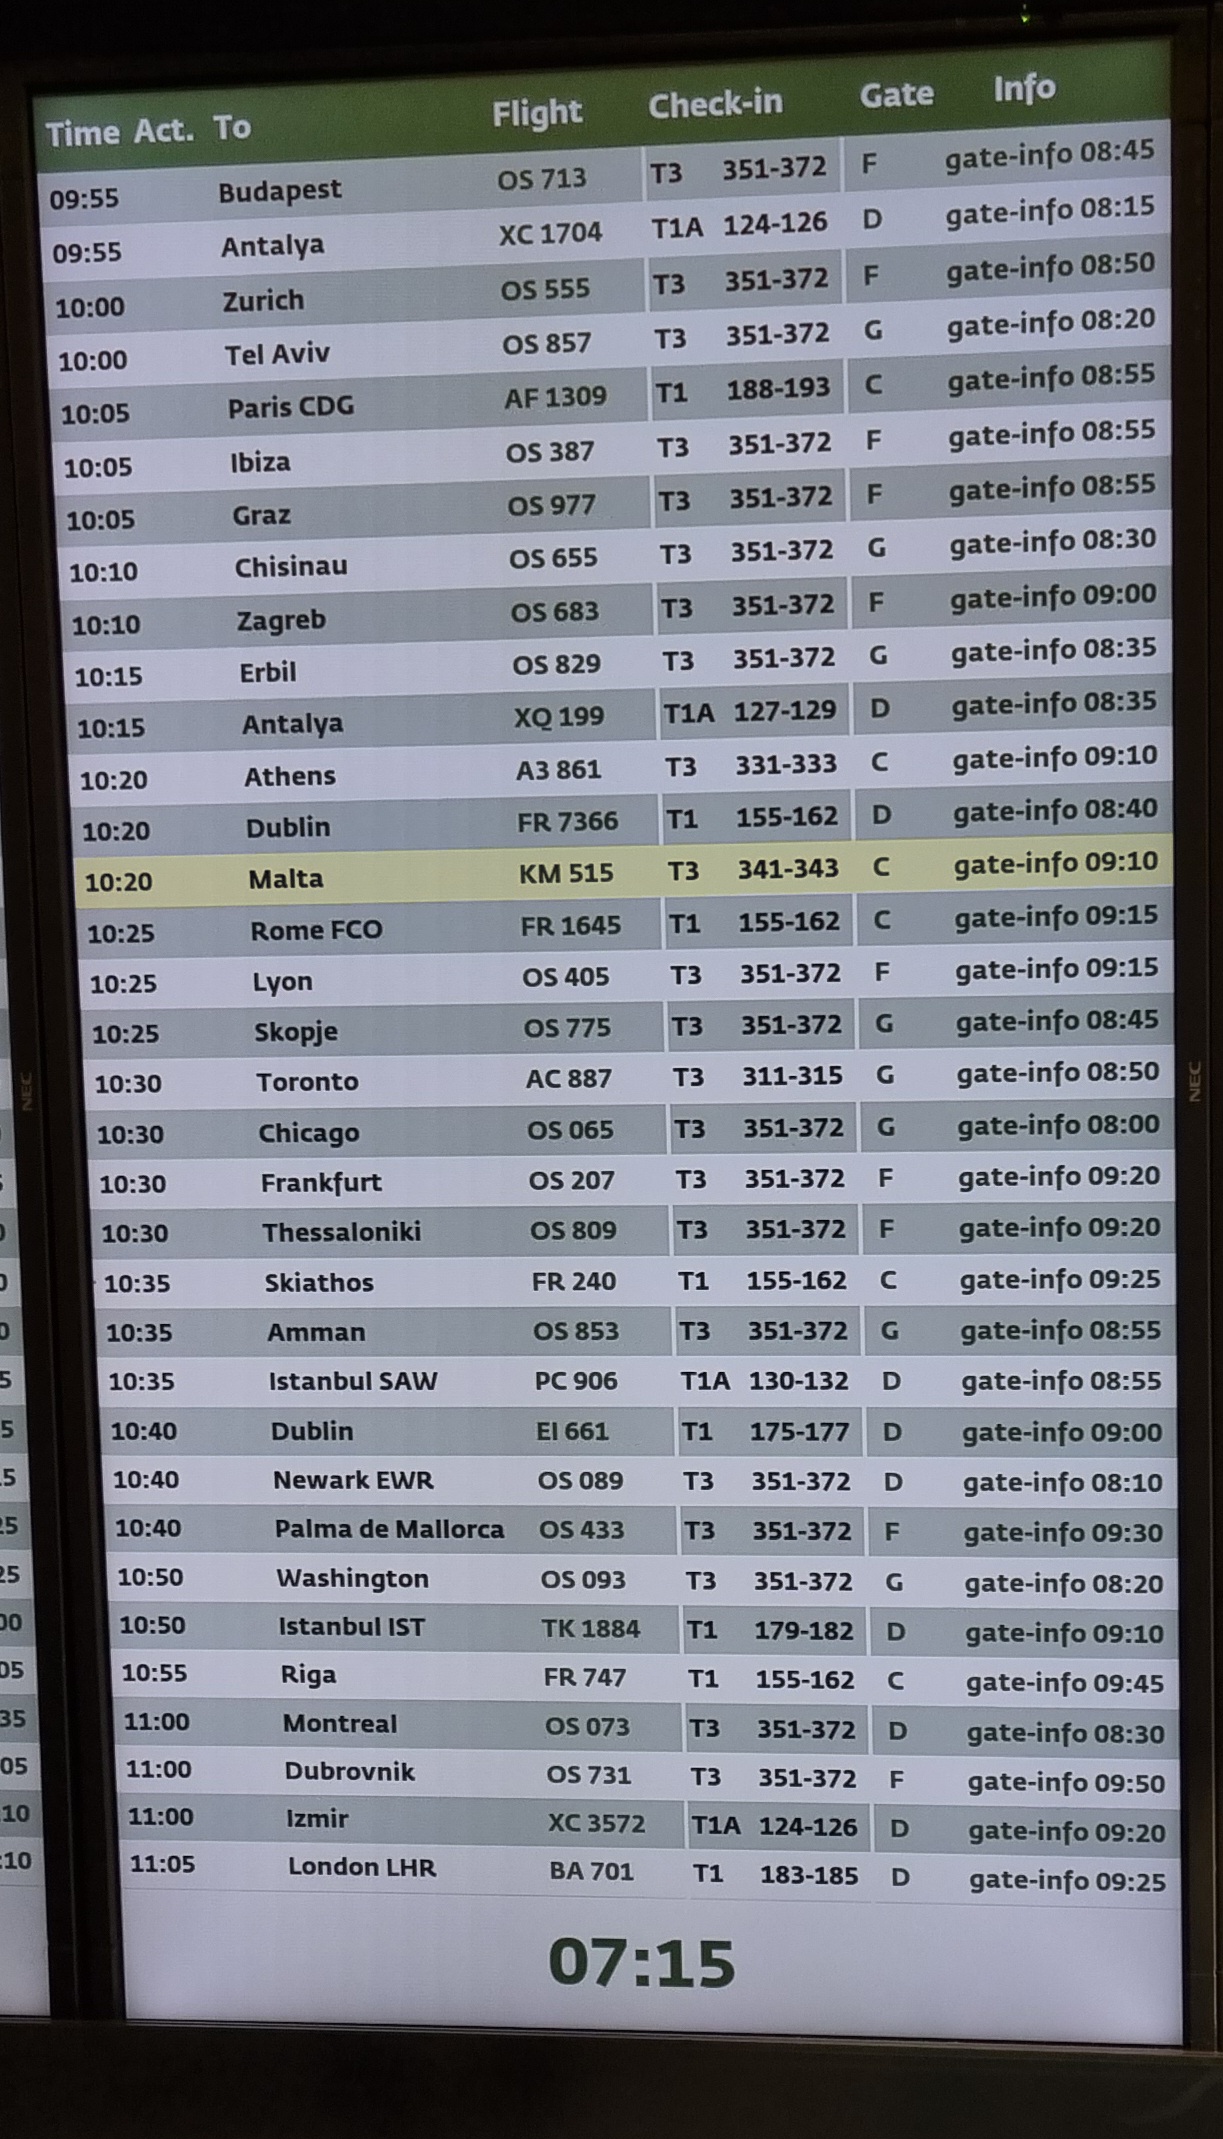 Time Act. To Flight Check-in Gate Info
09:55 Budapest OS 713 T3 351-372 F gate-info 08:45
09:55 Antalya XC 1704 T1A 124-126 D gate-info 08:15
10:00 Zurich OS 555 T3 351-372 F gate-info 08:50
10:00 Tel Aviv OS 857 T3 351-372 G gate-info 08:20
10:05 Paris CDG AF 1309 T1 188-193 C gate-info 08:55
10:05 Ibiza OS 387 T3 351-372 F gate-info 08:55
10:05 Graz OS 977 T3 351-372 F gate-info 08:55
10:10 Chisinau OS 655 T3 351-372 G gate-info 08:30
10:10 Zagreb OS 683 T3 351-372 F gate-info 09:00
10:15 Erbil OS 829 T3 351-372 G gate-info 08:35
10:15 Antalya XQ 199 T1A 127-129 D gate-info 08:35
10:20 Athens A3 861 T3 331-333 C gate-info 09:10
10:20 Dublin FR 7366 T1 155-162 D gate-info 08:40
10:20 Malta KM 515 T3 341-343 C gate-info 09:10
10:25 Rome FCO FR 1645 T1 155-162 C gate-info 09:15
10:25 Lyon OS 405 T3 351-372 F gate-info 09:15
10:25 Skopje OS 775 T3 351-372 G gate-info 08:45
10:30 Toronto AC 887 T3 311-315 G gate-info 08:50
10:30 Chicago OS 065 T3 351-372 G gate-info 08:00
10:30 Frankfurt OS 207 T3 351-372 F gate-info 09:20
10:30 Thessaloniki OS 809 T3 351-372 F gate-info 09:20
10:35 Skiathos FR 240 T1 155-162 C gate-info 09:25
10:35 Amman OS 853 T3 351-372 G gate-info 08:55
10:35 Istanbul SAW PC 906 T1A 130-132 D gate-info 08:55
10:40 Dublin EI 661 T1 175-177 D gate-info 09:00
10:40 Newark EWR OS 089 T3 351-372 D gate-info 08:10
10:40 Palma de Mallorca OS 433 T3 351-372 F gate-info 09:30
10:50 Washington OS 093 T3 351-372 G gate-info 08:20
10:50 Istanbul IST TK 1884 T1 179-182 D gate-info 09:10
10:55 Riga FR 747 T1 155-162 C gate-info 09:45
11:00 Montreal OS 073 T3 351-372 D gate-info 08:30
11:00 Dubrovnik OS 731 T3 351-372 F gate-info 09:50
11:00 Izmir XC 3572 T1A 124-126 D gate-info 09:20
11:05 London LHR BA 701 T1 183-185 D gate-info 09:25
07:15
NEC
NEC